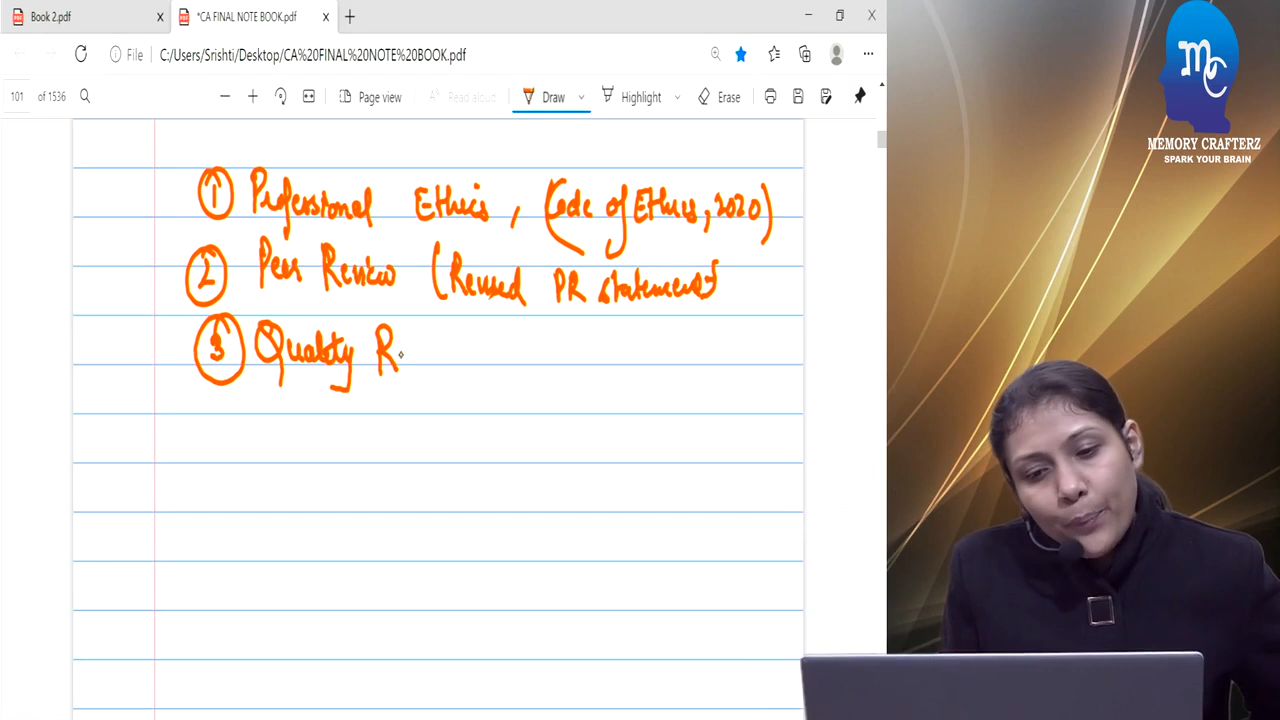 Book 2.pdf
*CA FINAL NOTE BOOK.pdf
File
C:/Users/Srishti/Desktop/CA%20FINAL%20NOTE%20BOOK.pdf
101 of 1536
Page view
Read aloud
Draw
Highlight
Erase
mc
MEMORY CRAFTERZ
SPARK YOUR BRAIN
1 Professional Ethics, (Code of Ethics, 2020)
2 Peer Review (Revised PR statement
3 Quality R